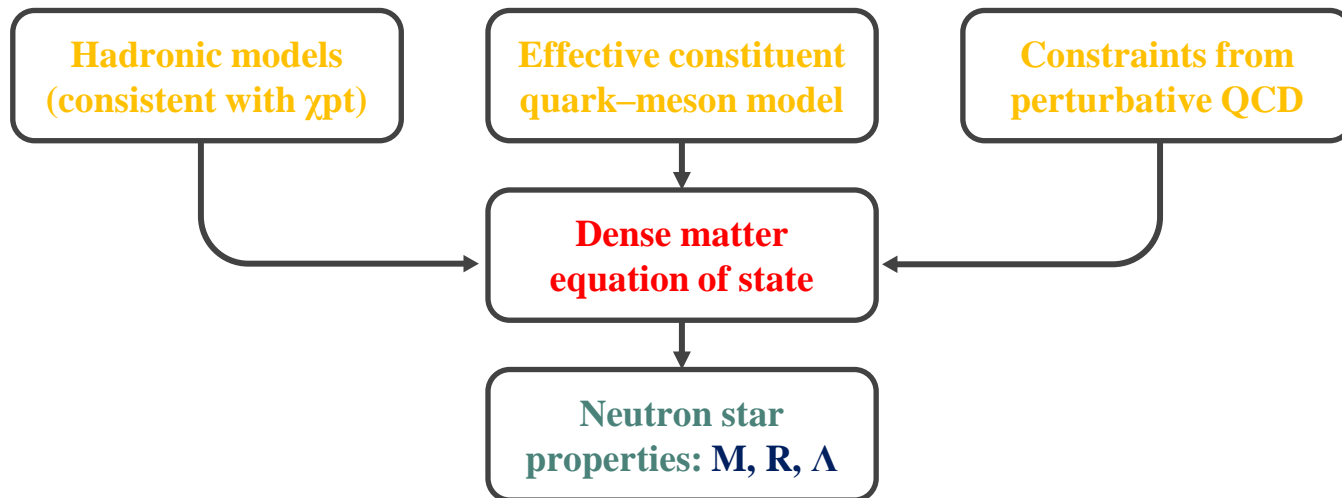 Hadronic models
(consistent with χpt)
Effective constituent
quark–meson model
Constraints from
perturbative QCD
Dense matter
equation of state
Neutron star
properties: M, R, Λ